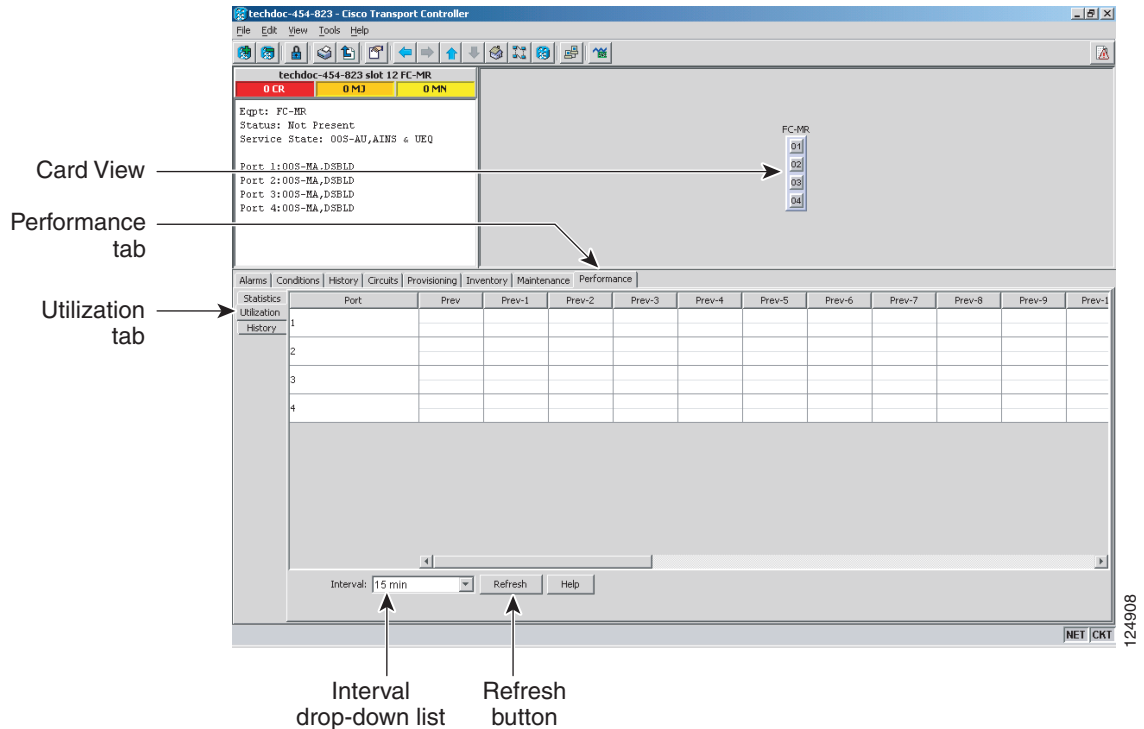 techdoc-454-823 - Cisco Transport Controller
File Edit View Tools Help
techdoc-454-823 slot 12 FC-MR
0 CR 0 MJ 0 MN
Eqpt: FC-MR
Status: Not Present
Service State: OOS-AU,AINS & UEQ
Port 1:OOS-MA,DSBLD
Port 2:OOS-MA,DSBLD
Port 3:OOS-MA,DSBLD
Port 4:OOS-MA,DSBLD
FC-MR
01
02
03
04
Card View
Performance
tab
Utilization
tab
Alarms Conditions History Circuits Provisioning Inventory Maintenance Performance
Statistics
Utilization
History
Port Prev Prev-1 Prev-2 Prev-3 Prev-4 Prev-5 Prev-6 Prev-7 Prev-8 Prev-9 Prev-1
1
2
3
4
Interval: 15 min Refresh Help
NET CKT
124908
Interval
drop-down list
Refresh
button